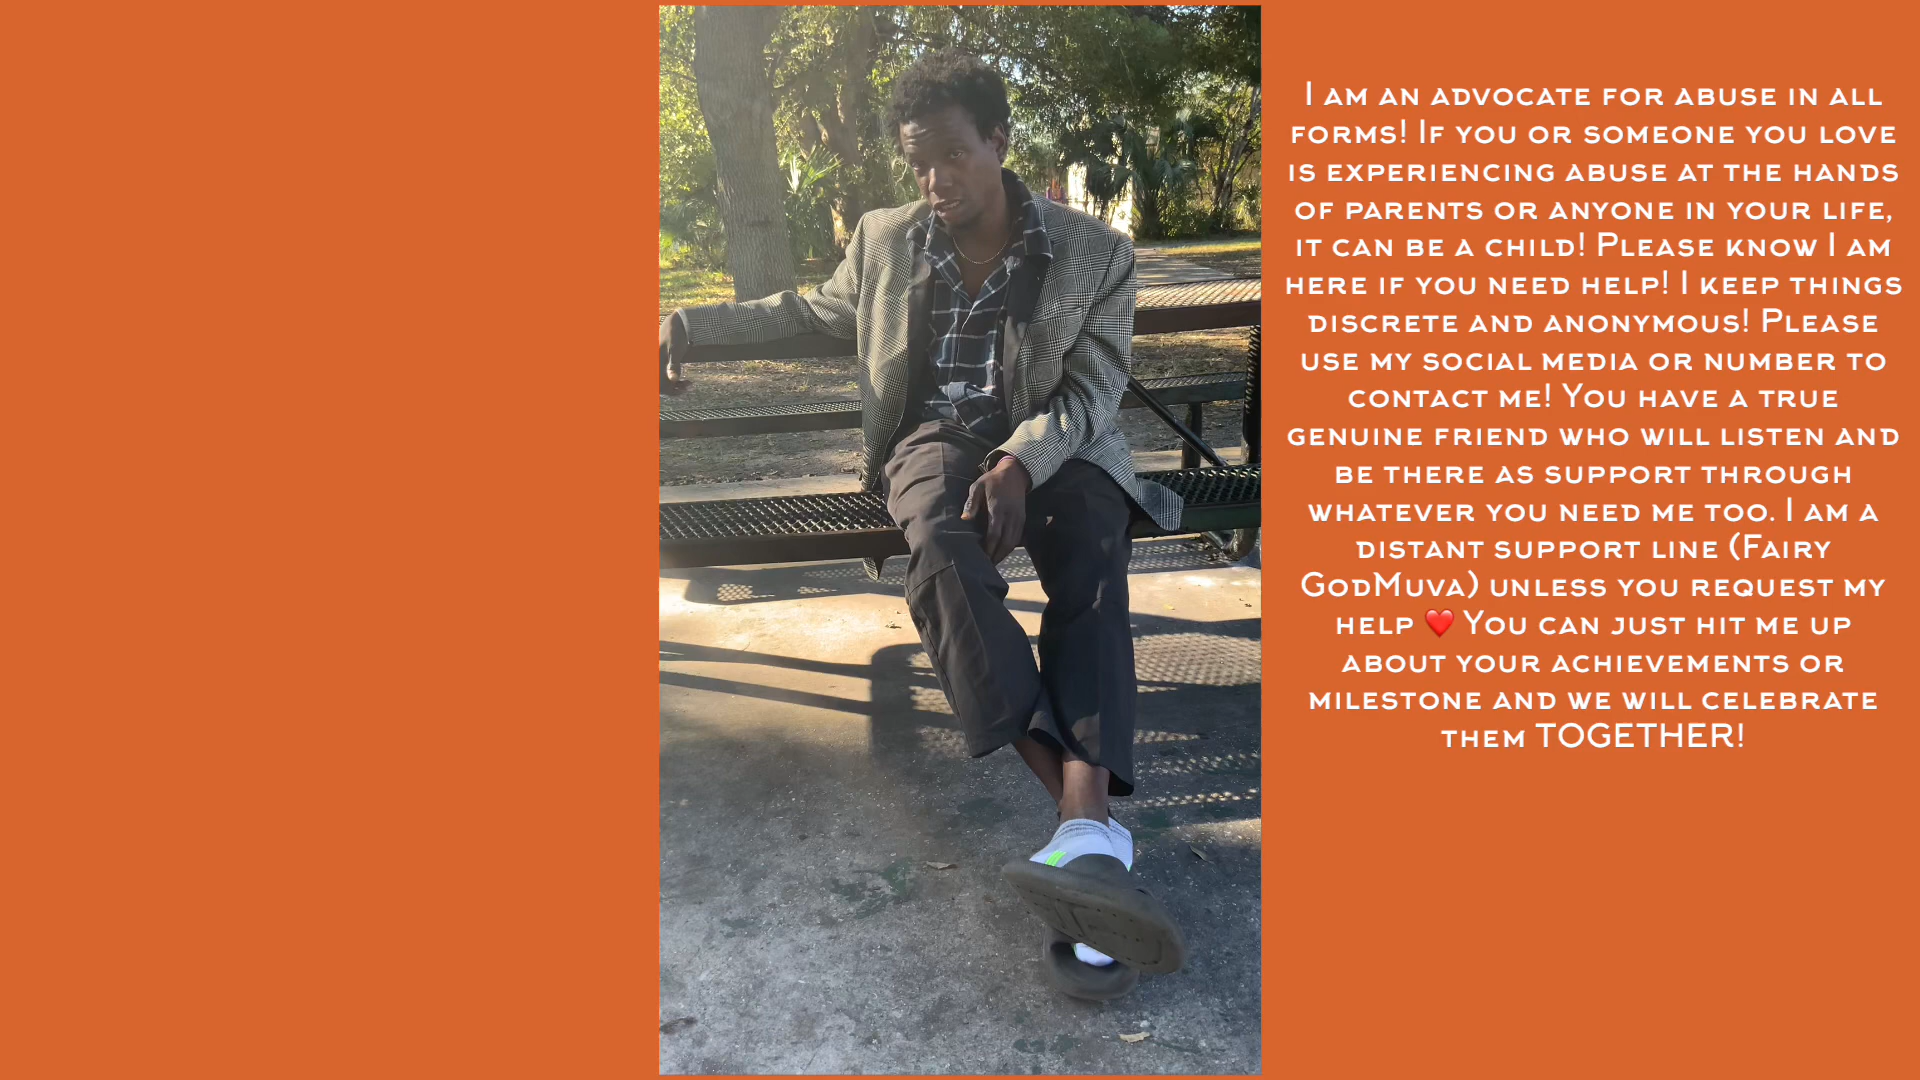 I am an advocate for abuse in all
forms! If you or someone you love
is experiencing abuse at the hands
of parents or anyone in your life,
it can be a child! Please know I am
here if you need help! I keep things
discrete and anonymous! Please
use my social media or number to
contact me! You have a true
genuine friend who will listen and
be there as support through
whatever you need me too. I am a
distant support line (Fairy
GodMuva) unless you request my
help ❤️ You can just hit me up
about your achievements or
milestone and we will celebrate
them TOGETHER!